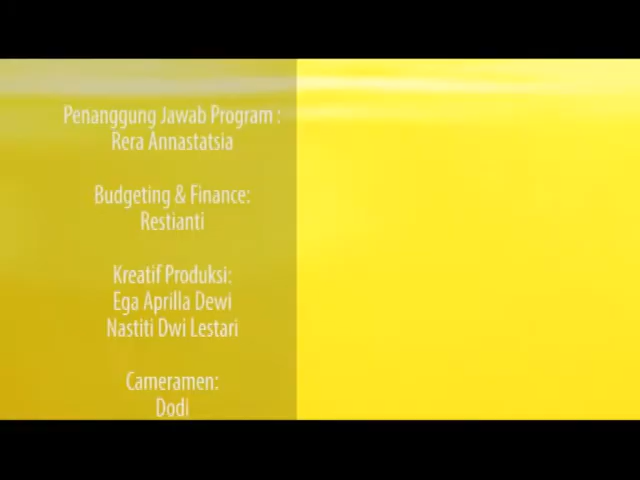 Penanggung Jawab Program :
Rera Annastatsia
Budgeting & Finance:
Restianti
Kreatif Produksi:
Ega Aprilla Dewi
Nastiti Dwi Lestari
Cameramen:
Dodi